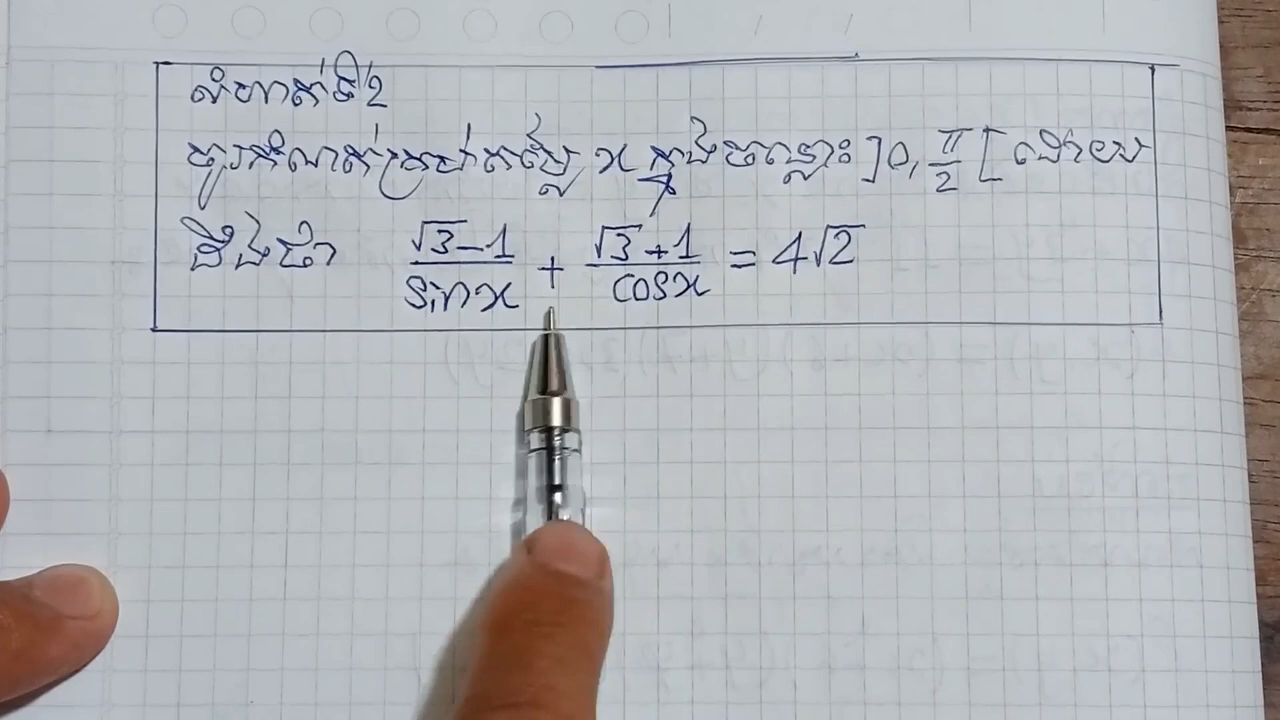 លំហាត់ទី២
ចូរកំណត់គ្រប់តម្លៃ x ក្នុងចន្លោះ ]0, π/2[ ដោយ
ដឹងថា (√3-1)/sinx + (√3+1)/cosx = 4√2